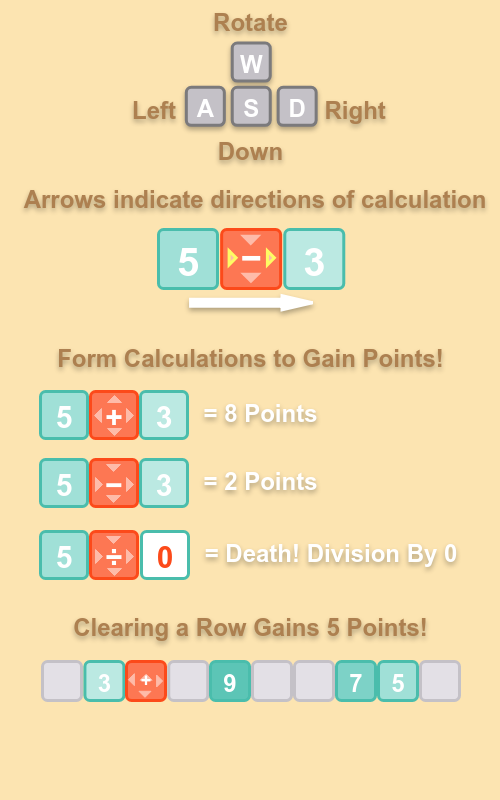 Rotate
W
Left A S D Right
Down
Arrows indicate directions of calculation
5 − 3
Form Calculations to Gain Points!
5 + 3 = 8 Points
5 − 3 = 2 Points
5 ÷ 0 = Death! Division By 0
Clearing a Row Gains 5 Points!
3 + 9 7 5